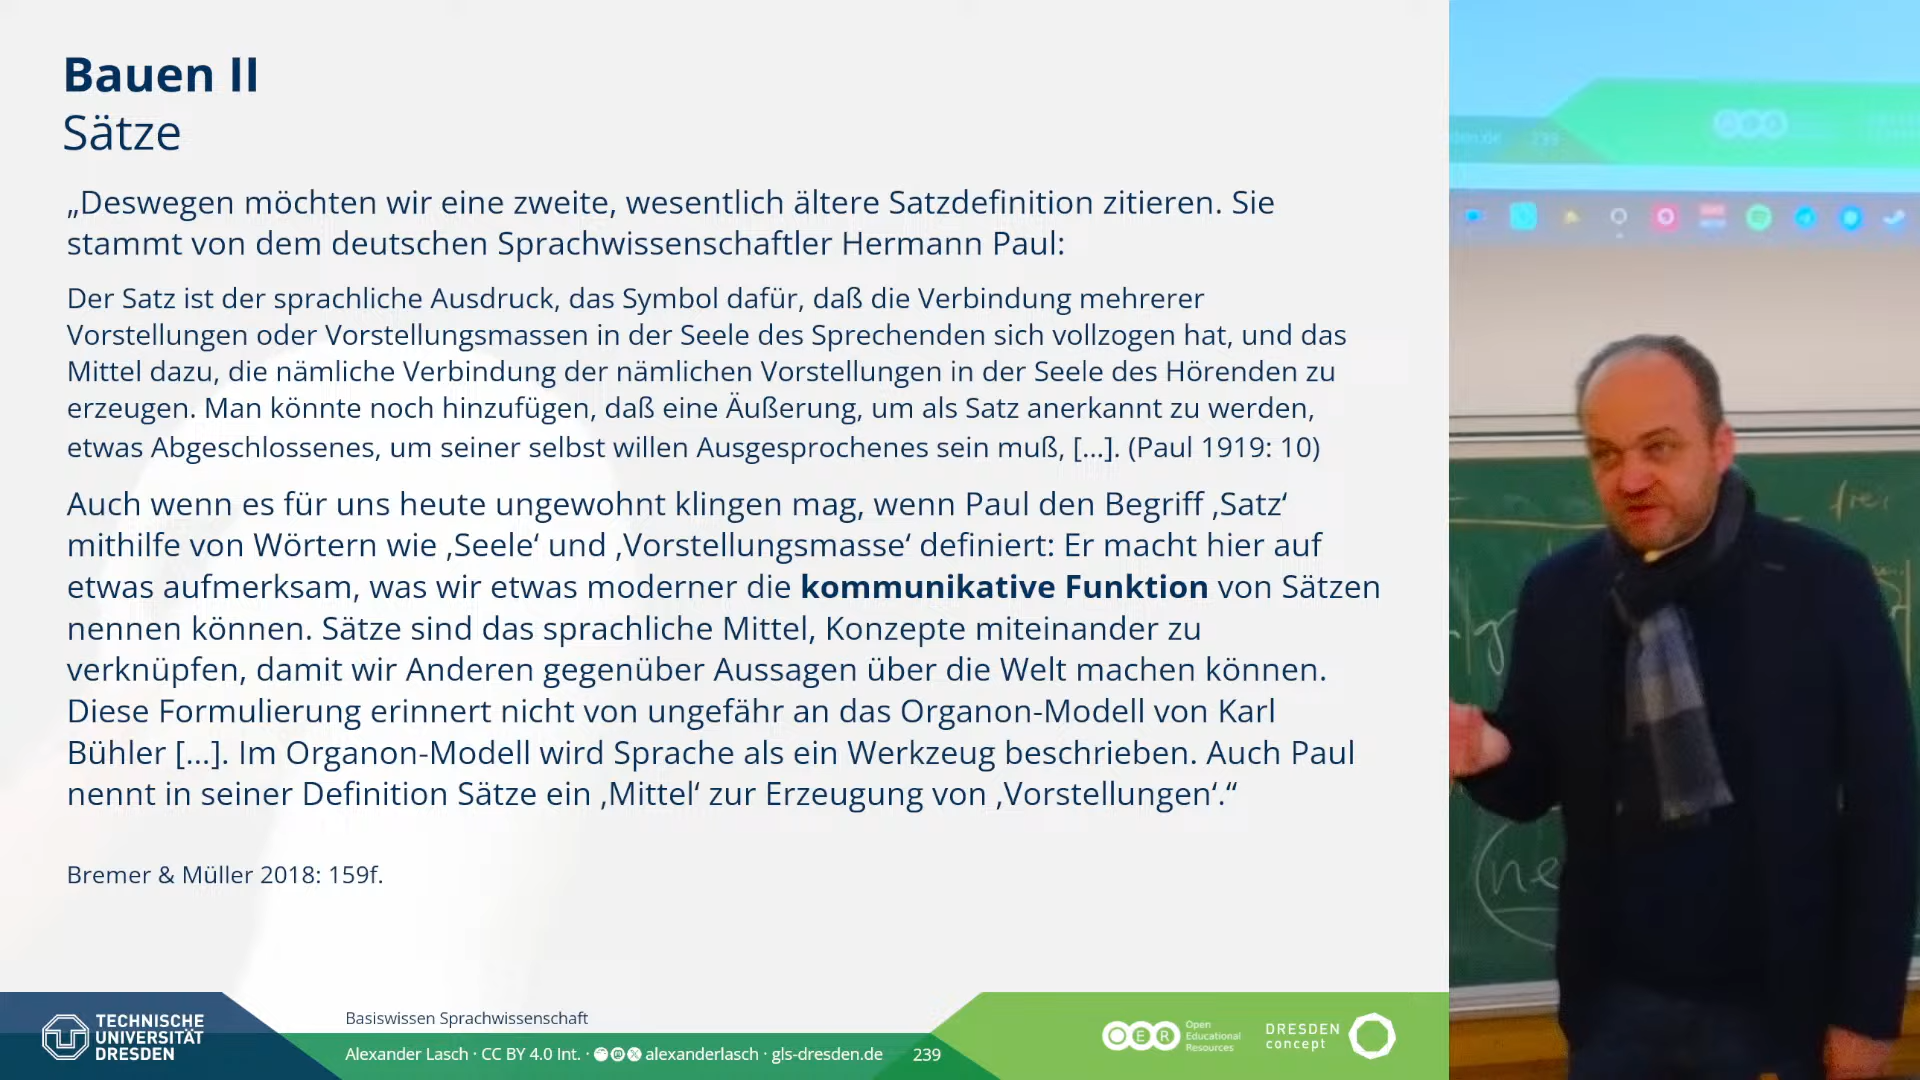 Bauen II
Sätze
„Deswegen möchten wir eine zweite, wesentlich ältere Satzdefinition zitieren. Sie
stammt von dem deutschen Sprachwissenschaftler Hermann Paul:
Der Satz ist der sprachliche Ausdruck, das Symbol dafür, daß die Verbindung mehrerer
Vorstellungen oder Vorstellungsmassen in der Seele des Sprechenden sich vollzogen hat, und das
Mittel dazu, die nämliche Verbindung der nämlichen Vorstellungen in der Seele des Hörenden zu
erzeugen. Man könnte noch hinzufügen, daß eine Äußerung, um als Satz anerkannt zu werden,
etwas Abgeschlossenes, um seiner selbst willen Ausgesprochenes sein muß, [...]. (Paul 1919: 10)
Auch wenn es für uns heute ungewohnt klingen mag, wenn Paul den Begriff ‚Satz‘
mithilfe von Wörtern wie ‚Seele‘ und ‚Vorstellungsmasse‘ definiert: Er macht hier auf
etwas aufmerksam, was wir etwas moderner die kommunikative Funktion von Sätzen
nennen können. Sätze sind das sprachliche Mittel, Konzepte miteinander zu
verknüpfen, damit wir Anderen gegenüber Aussagen über die Welt machen können.
Diese Formulierung erinnert nicht von ungefähr an das Organon-Modell von Karl
Bühler [...]. Im Organon-Modell wird Sprache als ein Werkzeug beschrieben. Auch Paul
nennt in seiner Definition Sätze ein ‚Mittel‘ zur Erzeugung von ‚Vorstellungen‘.“
Bremer & Müller 2018: 159f.
TECHNISCHE
UNIVERSITÄT
DRESDEN
Basiswissen Sprachwissenschaft
Alexander Lasch · CC BY 4.0 Int. · alexanderlasch · gls-dresden.de 239
OER Open
Educational
Resources
DRESDEN
concept
239